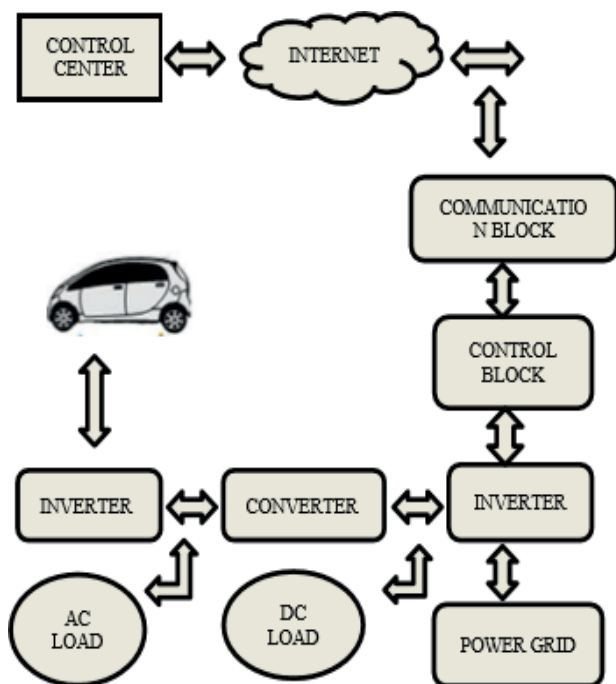 CONTROL
CENTER
INTERNET
COMMUNICATIO
N BLOCK
CONTROL
BLOCK
INVERTER
CONVERTER
INVERTER
AC
LOAD
DC
LOAD
POWER GRID